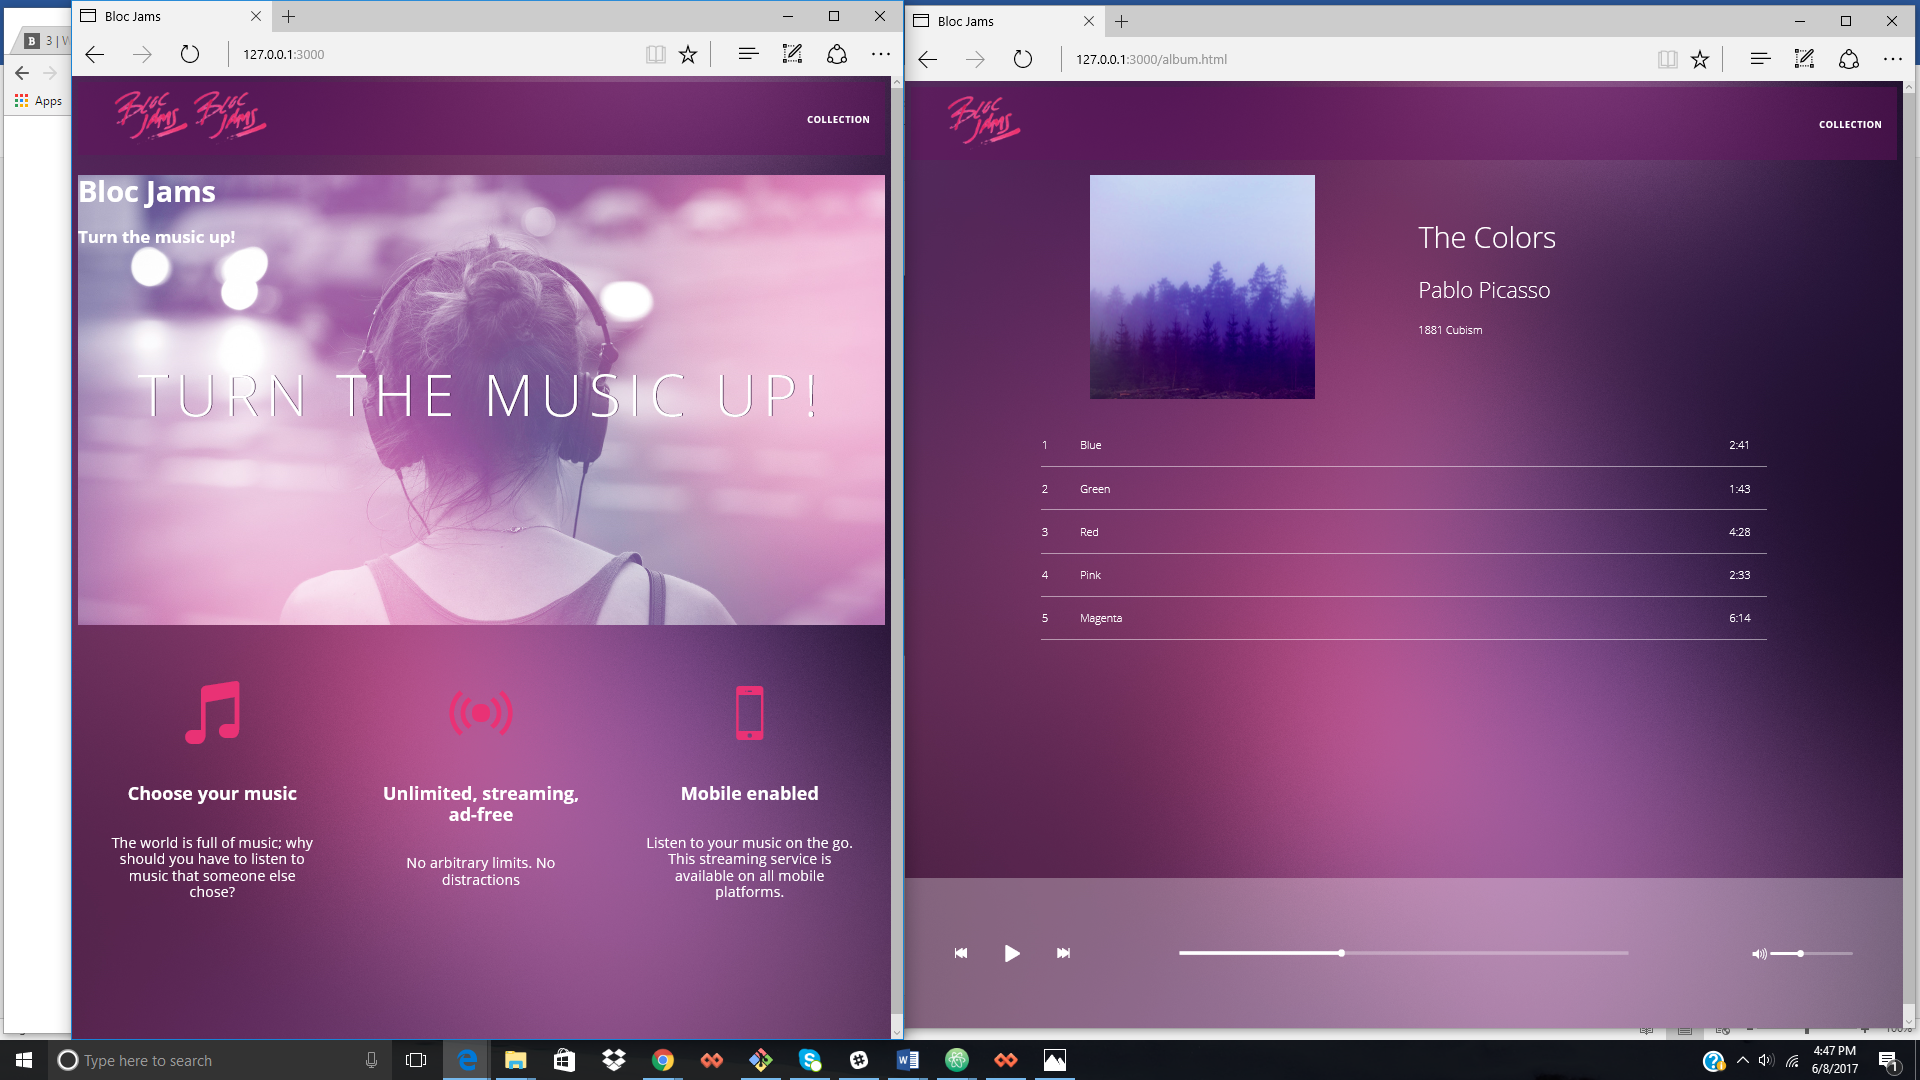 Bloc Jams
127.0.0.1:3000
3 | W
Apps
Bloc Jams Bloc Jams
COLLECTION
Bloc Jams
Turn the music up!
TURN THE MUSIC UP!
Choose your music
The world is full of music; why
should you have to listen to
music that someone else
chose?
Unlimited, streaming,
ad-free
No arbitrary limits. No
distractions
Mobile enabled
Listen to your music on the go.
This streaming service is
available on all mobile
platforms.
Bloc Jams
127.0.0.1:3000/album.html
Bloc Jams
COLLECTION
The Colors
Pablo Picasso
1881 Cubism
1 Blue 2:41
2 Green 1:43
3 Red 4:28
4 Pink 2:33
5 Magenta 6:14
100%
Type here to search
4:47 PM
6/8/2017
1